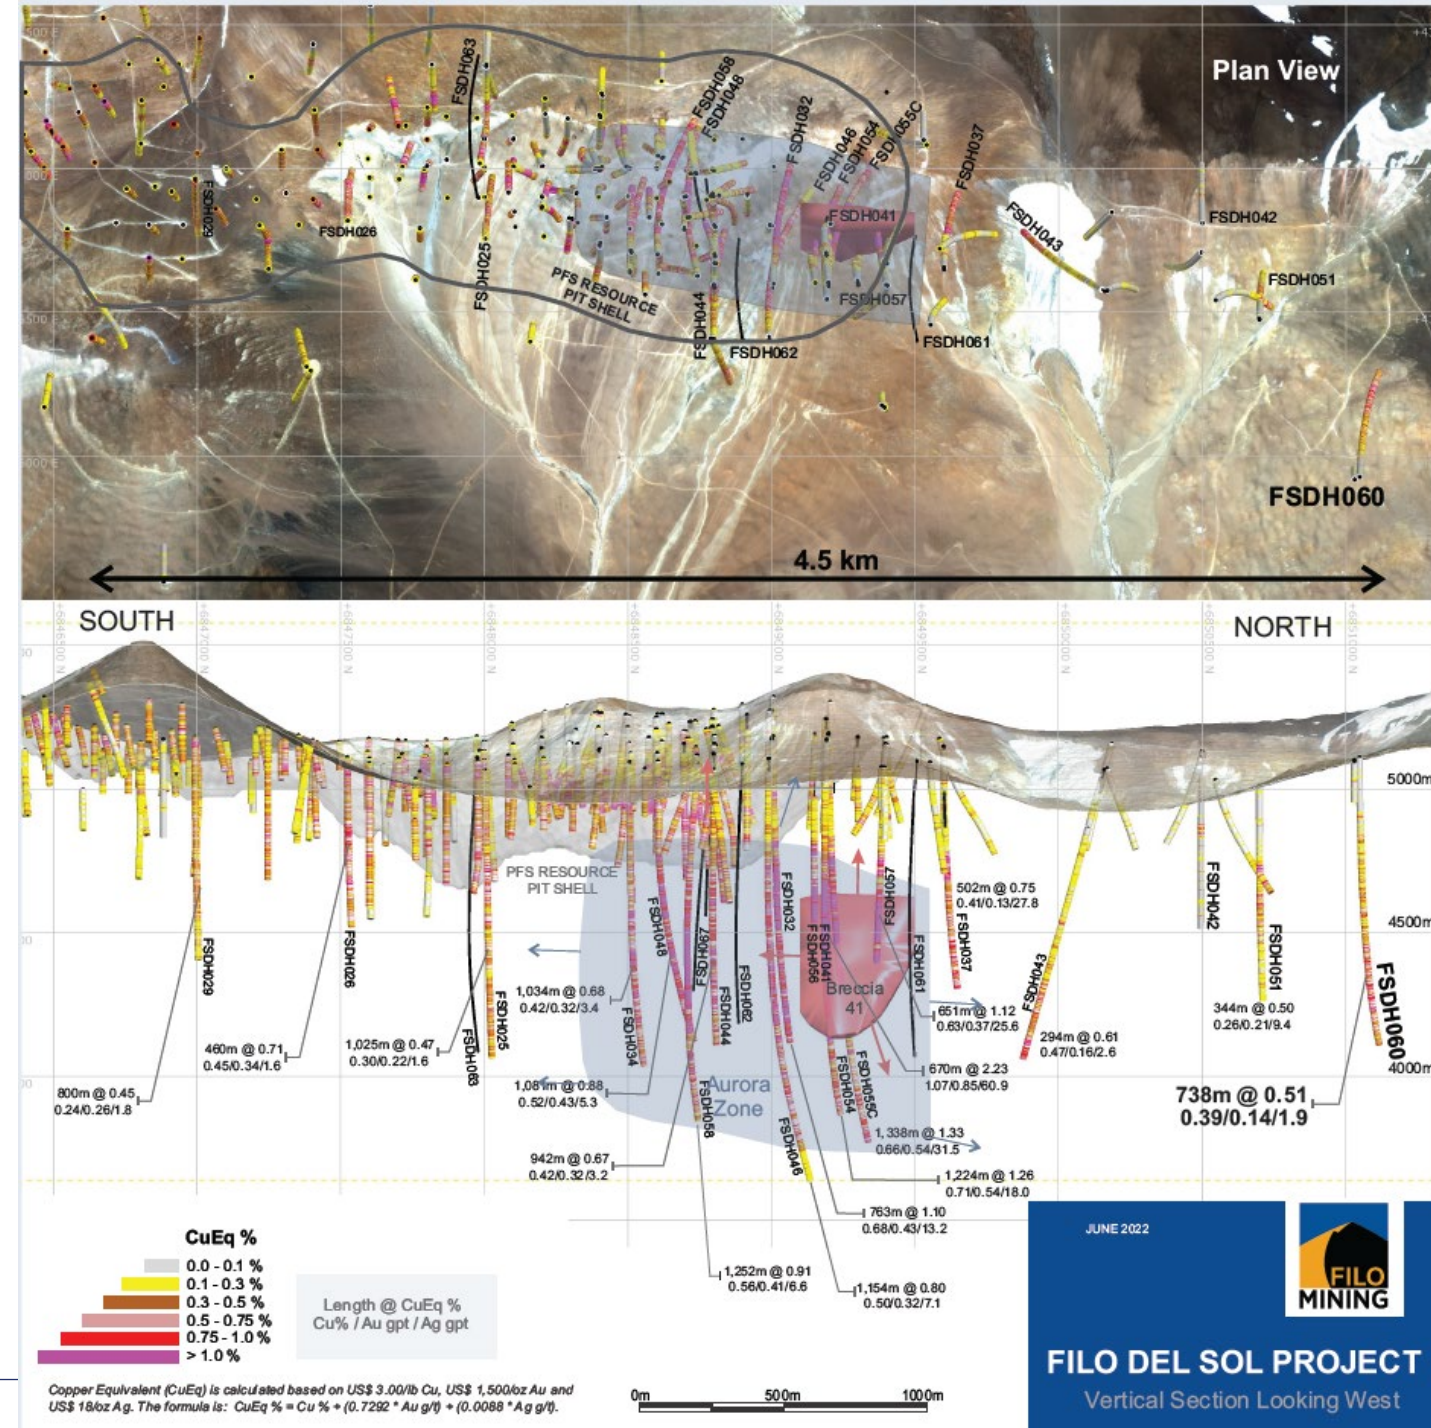 Plan View
FSDH063
FSDH058
FSDH048
FSDH032
FSDH046
FSDH054
FSDH055C
FSDH037
FSDH029
FSDH026
FSDH025
FSDH041
FSDH043
FSDH042
FSDH051
PFS RESOURCE
PIT SHELL
FSDH044
FSDH057
FSDH062
FSDH061
FSDH060
4.5 km
SOUTH
NORTH
+6846500 N
+6847000 N
+6847500 N
+6848000 N
+6848500 N
+6849000 N
+6849500 N
+6850000 N
+6850500 N
+6851000 N
5000m
4500m
4000m
PFS RESOURCE
PIT SHELL
FSDH029
FSDH026
FSDH063
FSDH025
FSDH034
FSDH048
FSDH044
FSDH062
FSDH058
FSDH032
FSDH046
FSDH056
FSDH041
FSDH054
FSDH055C
FSDH057
FSDH061
FSDH037
FSDH043
FSDH042
FSDH051
FSDH060
Breccia
41
Aurora
Zone
502m @ 0.75
0.41/0.13/27.8
1,034m @ 0.68
0.42/0.32/3.4
651m @ 1.12
0.63/0.37/25.6
344m @ 0.50
0.26/0.21/9.4
460m @ 0.71
0.45/0.34/1.6
1,025m @ 0.47
0.30/0.22/1.6
294m @ 0.61
0.47/0.16/2.6
800m @ 0.45
0.24/0.26/1.8
1,081m @ 0.88
0.52/0.43/5.3
670m @ 2.23
1.07/0.85/60.9
738m @ 0.51
0.39/0.14/1.9
1,338m @ 1.33
0.66/0.54/31.5
942m @ 0.67
0.42/0.32/3.2
1,224m @ 1.26
0.71/0.54/18.0
763m @ 1.10
0.68/0.43/13.2
1,252m @ 0.91
0.56/0.41/6.6
1,154m @ 0.80
0.50/0.32/7.1
CuEq %
0.0 - 0.1 %
0.1 - 0.3 %
0.3 - 0.5 %
0.5 - 0.75 %
0.75 - 1.0 %
> 1.0 %
Length @ CuEq %
Cu% / Au gpt / Ag gpt
Copper Equivalent (CuEq) is calculated based on US$ 3.00/lb Cu, US$ 1,500/oz Au and
US$ 18/oz Ag. The formula is: CuEq % = Cu % + (0.7292 * Au g/t) + (0.0088 * Ag g/t).
0m
500m
1000m
JUNE 2022
FILO
MINING
FILO DEL SOL PROJECT
Vertical Section Looking West